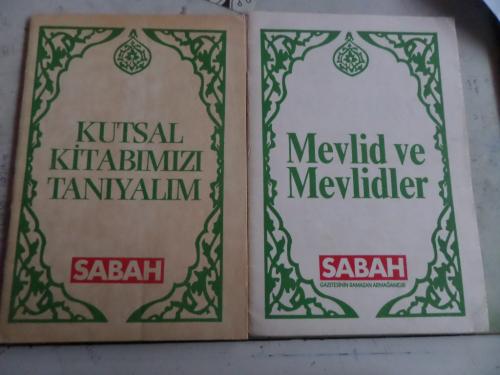 KUTSAL
KİTABIMIZI
TANIYALIM
SABAH
Mevlid ve
Mevlidler
SABAH
GAZETESİNİN RAMAZAN ARMAĞANIDIR